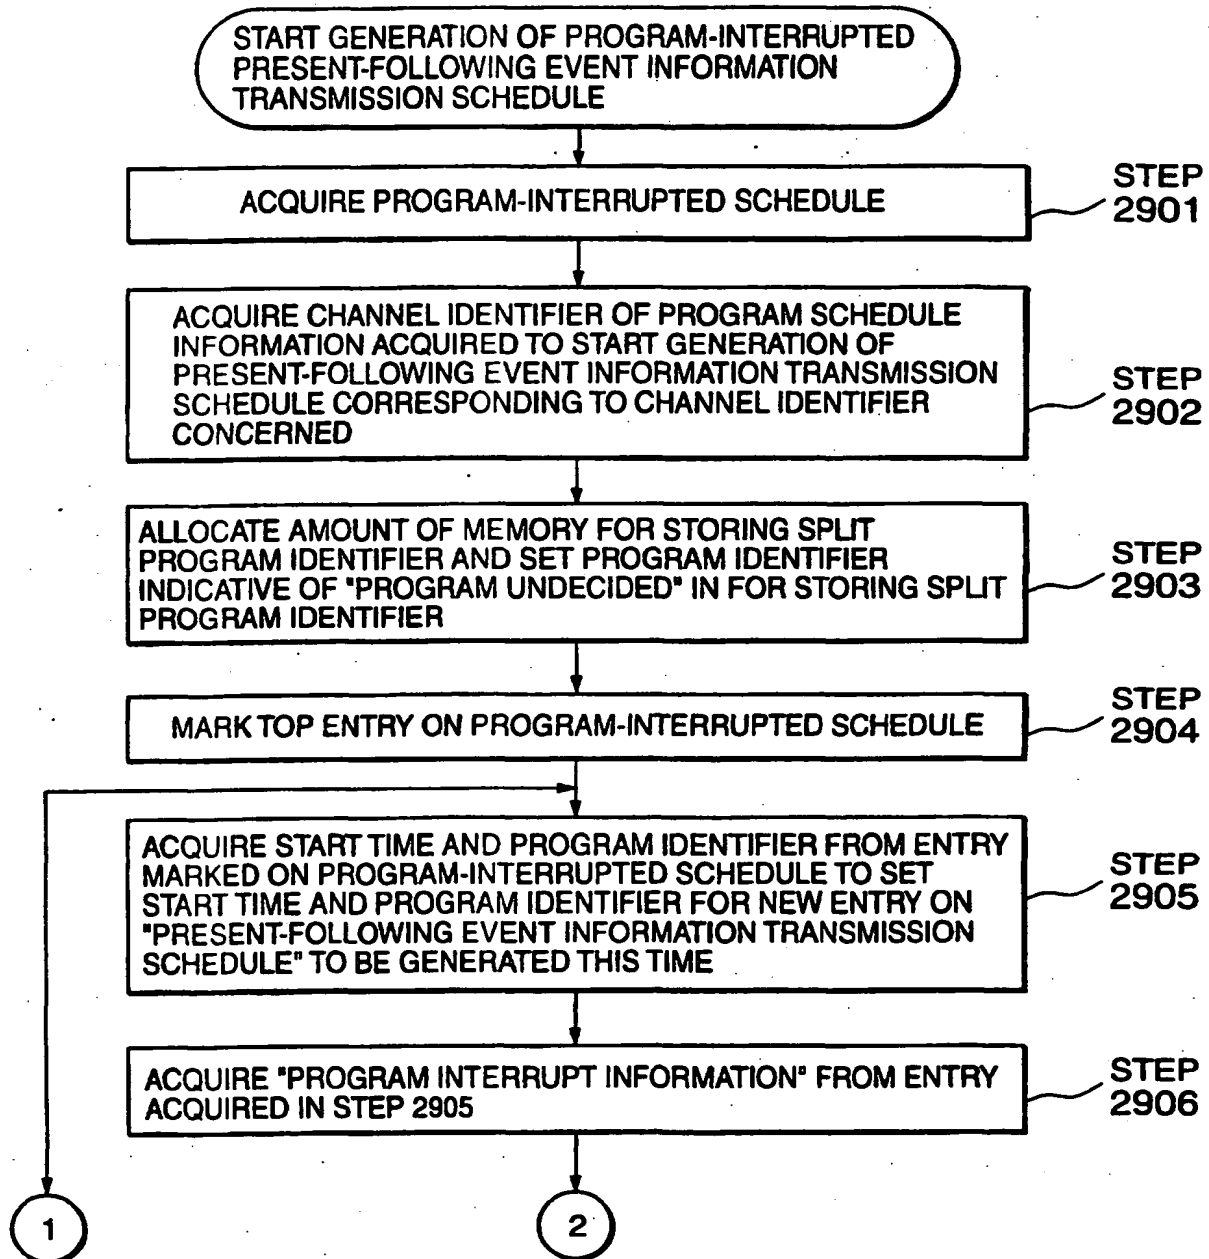 START GENERATION OF PROGRAM-INTERRUPTED
PRESENT-FOLLOWING EVENT INFORMATION
TRANSMISSION SCHEDULE
ACQUIRE PROGRAM-INTERRUPTED SCHEDULE
STEP
2901
ACQUIRE CHANNEL IDENTIFIER OF PROGRAM SCHEDULE
INFORMATION ACQUIRED TO START GENERATION OF
PRESENT-FOLLOWING EVENT INFORMATION TRANSMISSION
SCHEDULE CORRESPONDING TO CHANNEL IDENTIFIER
CONCERNED
STEP
2902
ALLOCATE AMOUNT OF MEMORY FOR STORING SPLIT
PROGRAM IDENTIFIER AND SET PROGRAM IDENTIFIER
INDICATIVE OF "PROGRAM UNDECIDED" IN FOR STORING SPLIT
PROGRAM IDENTIFIER
STEP
2903
MARK TOP ENTRY ON PROGRAM-INTERRUPTED SCHEDULE
STEP
2904
ACQUIRE START TIME AND PROGRAM IDENTIFIER FROM ENTRY
MARKED ON PROGRAM-INTERRUPTED SCHEDULE TO SET
START TIME AND PROGRAM IDENTIFIER FOR NEW ENTRY ON
"PRESENT-FOLLOWING EVENT INFORMATION TRANSMISSION
SCHEDULE" TO BE GENERATED THIS TIME
STEP
2905
ACQUIRE "PROGRAM INTERRUPT INFORMATION" FROM ENTRY
ACQUIRED IN STEP 2905
STEP
2906
1
2